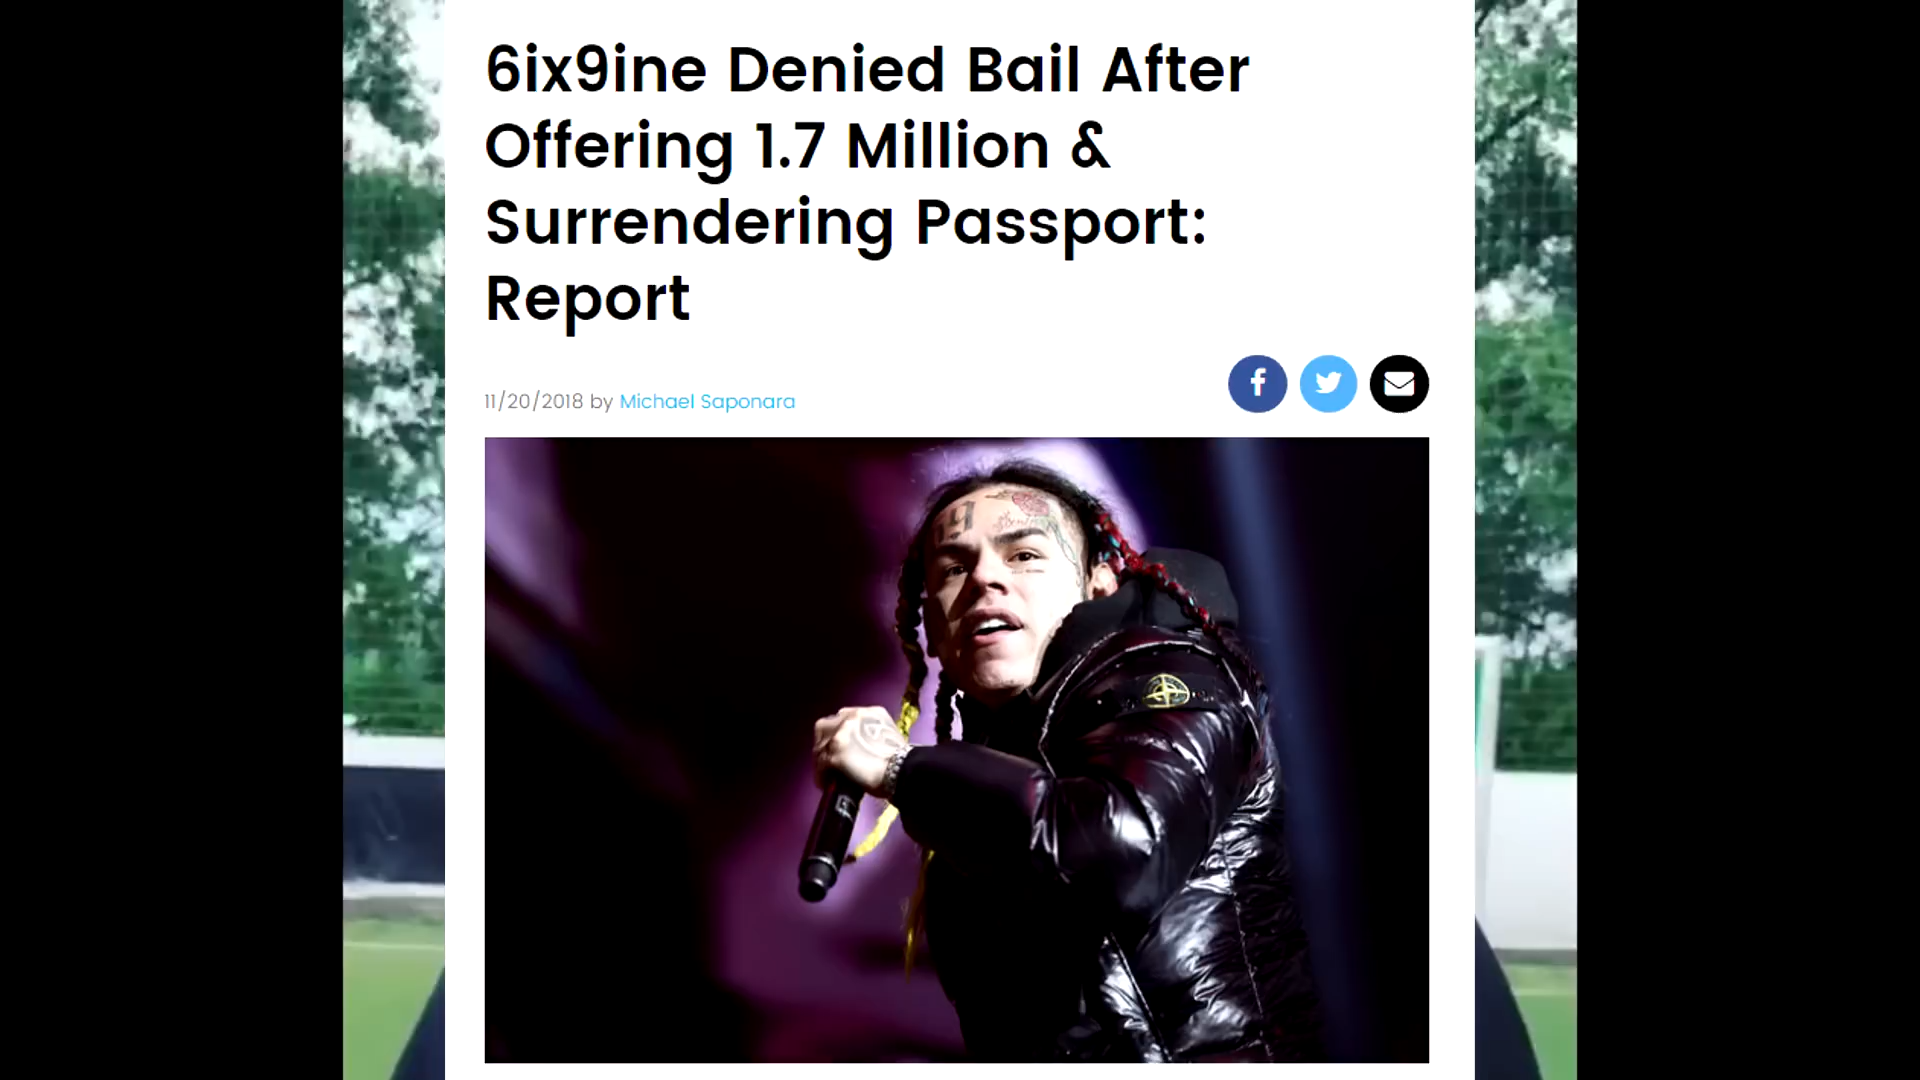 6ix9ine Denied Bail After
Offering 1.7 Million &
Surrendering Passport:
Report
11/20/2018 by Michael Saponara